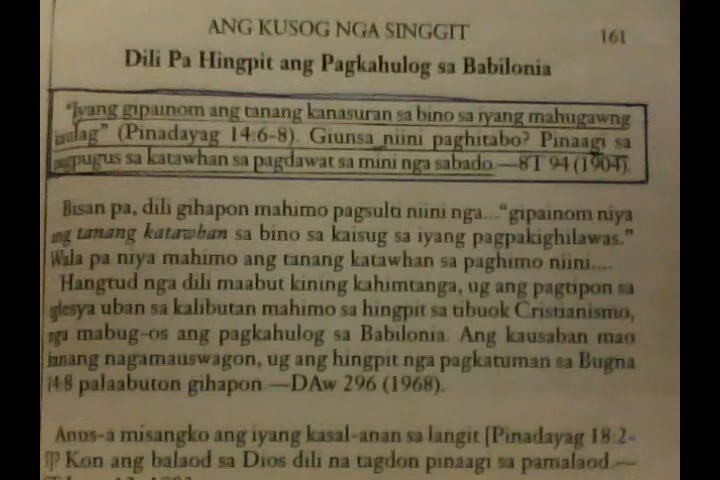 ANG KUSOG NGA SINGGIT 161
Dili Pa Hingpit ang Pagkahulog sa Babilonia
“Iyang gipainom ang tanang kanasuran sa bino sa iyang mahugawng
(Pinadayag 14:6-8). Giunsa niini paghitabo? Pinaagi sa
pagpugus sa katawhan sa pagdawat sa mini nga sabado.—8T 94 (1904).
Bisan pa, dili gihapon mahimo pagsulti niini nga...“gipainom niya
ang tanang katawhan sa bino sa kaisug sa iyang pagpakighilawas.”
Wala pa niya mahimo ang tanang katawhan sa paghimo niini....
Hangtud nga dili maabut kining kahimtanga, ug ang pagtipon sa
iglesya uban sa kalibutan mahimo sa hingpit sa tibuok Cristianismo,
nga mabug-os ang pagkahulog sa Babilonia. Ang kausaban mao
nagamauswagon, ug ang hingpit nga pagkatuman sa Bugna
14:8 palaabuton gihapon.—DAw 296 (1968).
Anus-a misangko ang iyang kasal-anan sa langit [Pinadayag 18:2-
Kon ang balaod sa Dios dili na tagdon pinaagi sa pamalaod.—